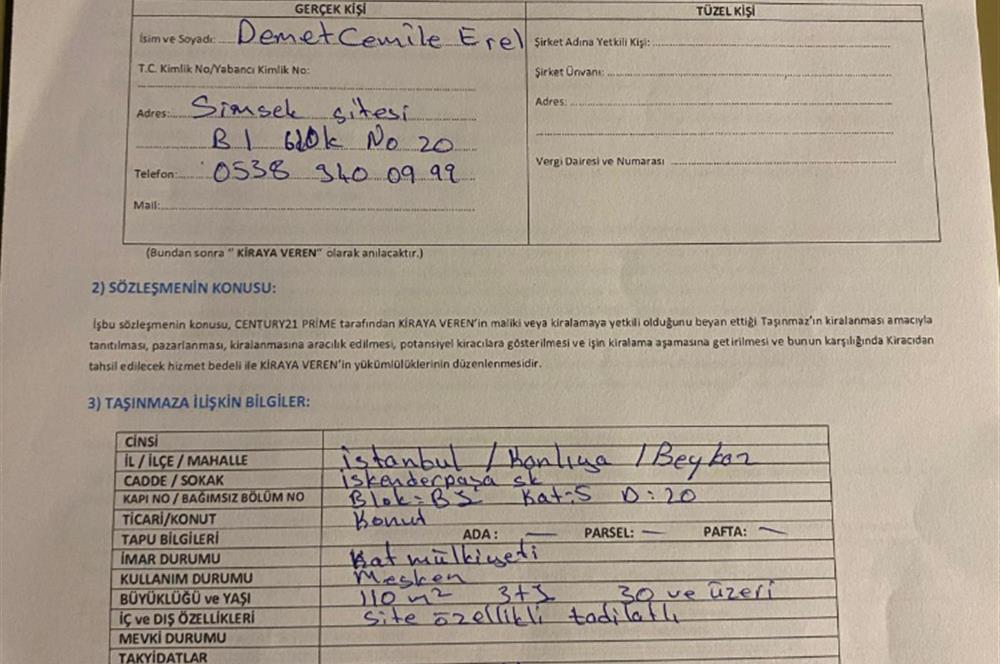 GERÇEK KİŞİ
TÜZEL KİŞİ
İsim ve Soyadı: Demet Cemile Erel
T.C. Kimlik No/Yabancı Kimlik No:
Adres: Simsek sitesi
B 1 blok No 20
Telefon: 0538 340 09 99
Mail:
Şirket Adına Yetkili Kişi:
Şirket Ünvanı:
Adres:
Vergi Dairesi ve Numarası
(Bundan sonra " KİRAYA VEREN" olarak anılacaktır.)
2) SÖZLEŞMENİN KONUSU:
İşbu sözleşmenin konusu, CENTURY21 PRIME tarafından KİRAYA VEREN'in maliki veya kiralamaya yetkili olduğunu beyan ettiği Taşınmaz'ın kiralanması amacıyla
tanıtılması, pazarlanması, kiralanmasına aracılık edilmesi, potansiyel kiracılara gösterilmesi ve işin kiralama aşamasına getirilmesi ve bunun karşılığında Kiracıdan
tahsil edilecek hizmet bedeli ile KİRAYA VEREN'in yükümlülüklerinin düzenlenmesidir.
3) TAŞINMAZA İLİŞKİN BİLGİLER:
CİNSİ
İL / İLÇE / MAHALLE İstanbul / Kanlıca / Beykoz
CADDE / SOKAK iskenderpaşa sk
KAPI NO / BAĞIMSIZ BÖLÜM NO Blok: B1 Kat: 5 D: 20
TİCARİ/KONUT Konut
TAPU BİLGİLERİ ADA: — PARSEL: — PAFTA: —
İMAR DURUMU Kat mülkiyeti
KULLANIM DURUMU Mesken
BÜYÜKLÜĞÜ ve YAŞI 110 m² 3+1 30 ve üzeri
İÇ ve DIŞ ÖZELLİKLERİ site özellikli tadilatlı
MEVKİ DURUMU
TAKYİDATLAR